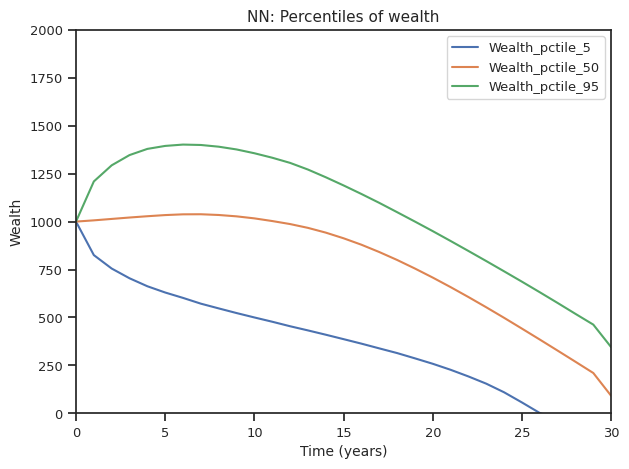 NN: Percentiles of wealth
Wealth_pctile_5
Wealth_pctile_50
Wealth_pctile_95
2000
1750
1500
1250
1000
750
500
250
0
Wealth
0 5 10 15 20 25 30
Time (years)